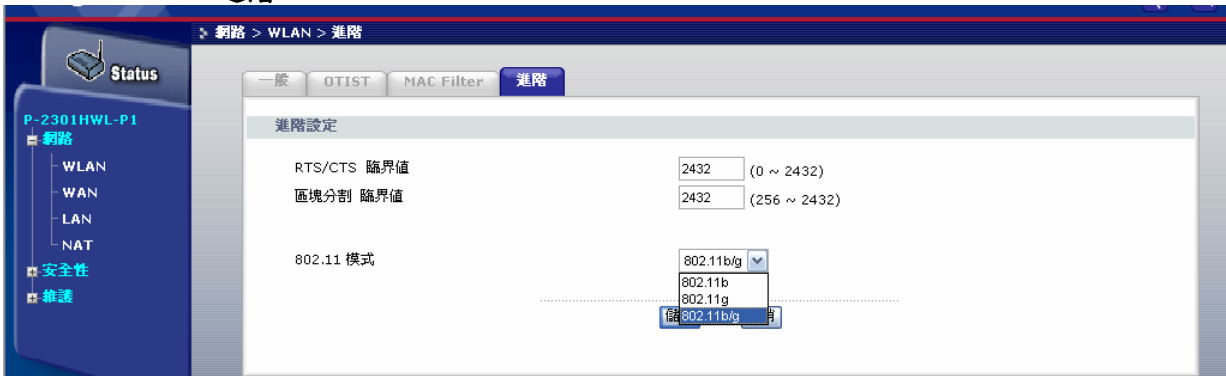 網路 > WLAN > 進階
Status
一般 OTIST MAC Filter 進階
P-2301HWL-P1
網路
WLAN
WAN
LAN
NAT
安全性
維護
進階設定
RTS/CTS 臨界值 2432 (0 ~ 2432)
區塊分割 臨界值 2432 (256 ~ 2432)
802.11 模式 802.11b/g
802.11b
802.11g
802.11b/g